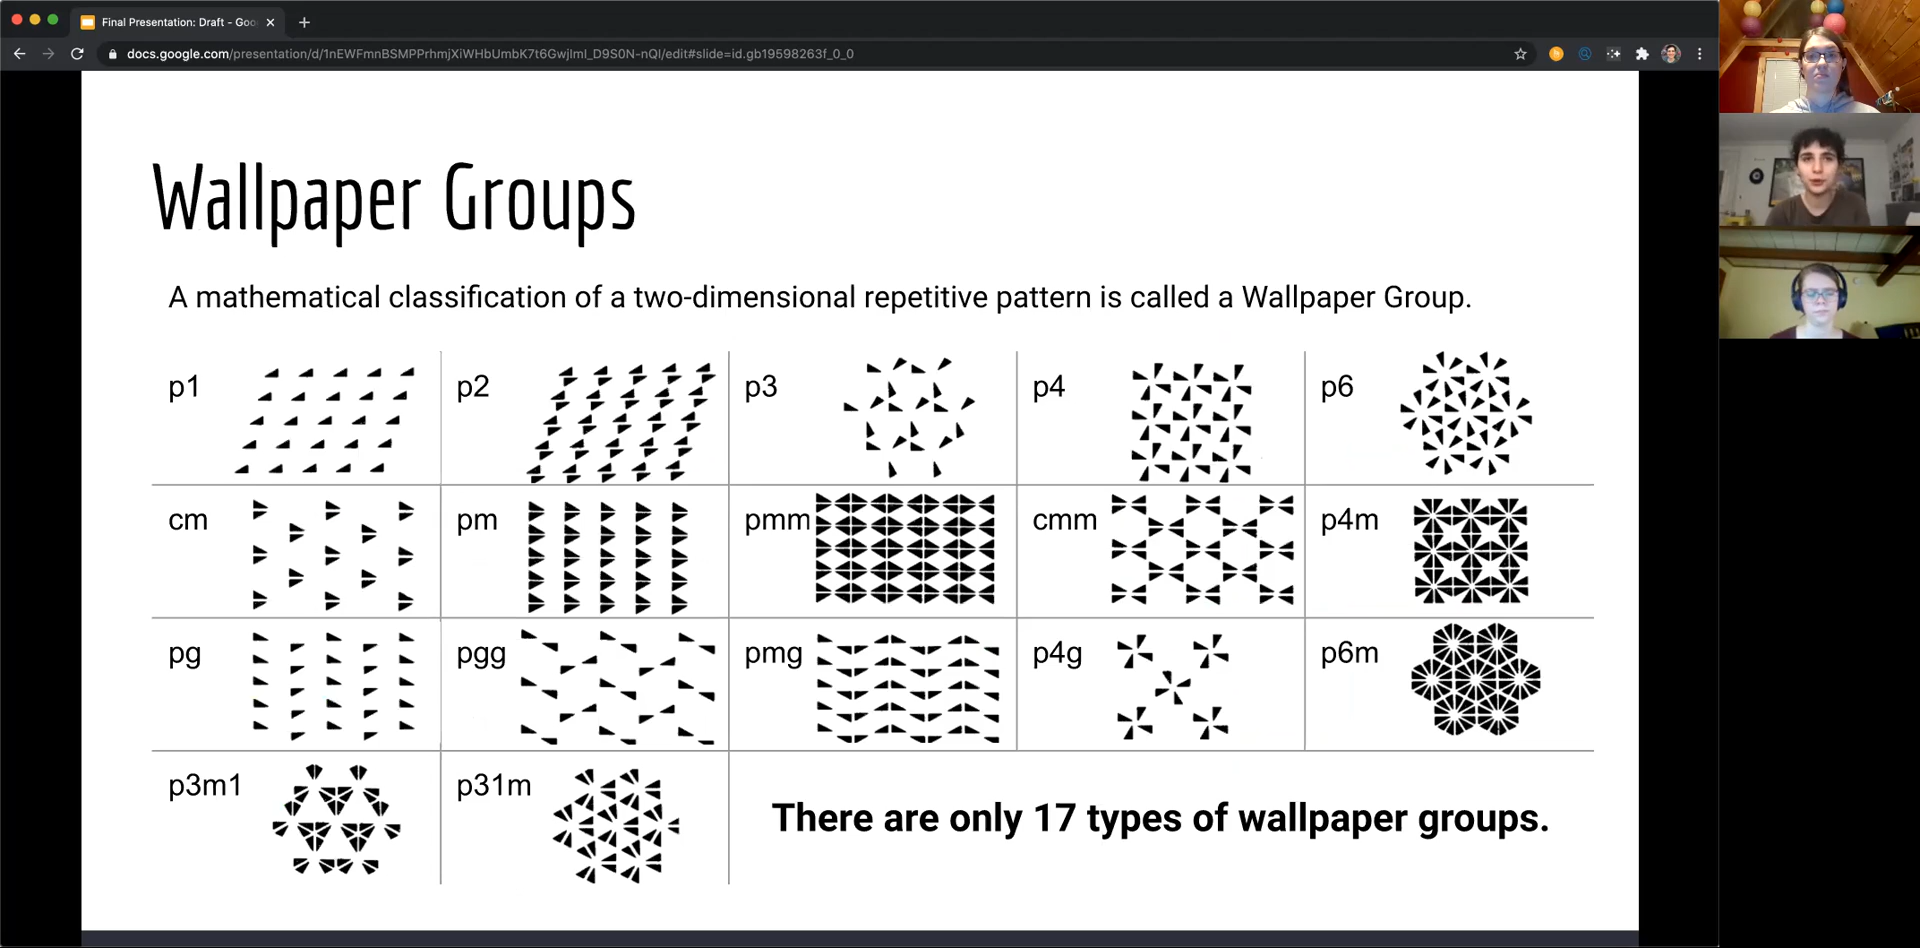 Final Presentation: Draft - Goo
docs.google.com/presentation/d/1nEWFmnBSMPPrhmjXiWHbUmbK7t6GwjlmI_D9S0N-nQI/edit#slide=id.gb19598263f_0_0
Wallpaper Groups
A mathematical classification of a two-dimensional repetitive pattern is called a Wallpaper Group.
p1 p2 p3 p4 p6
cm pm pmm cmm p4m
pg pgg pmg p4g p6m
p3m1 p31m
There are only 17 types of wallpaper groups.